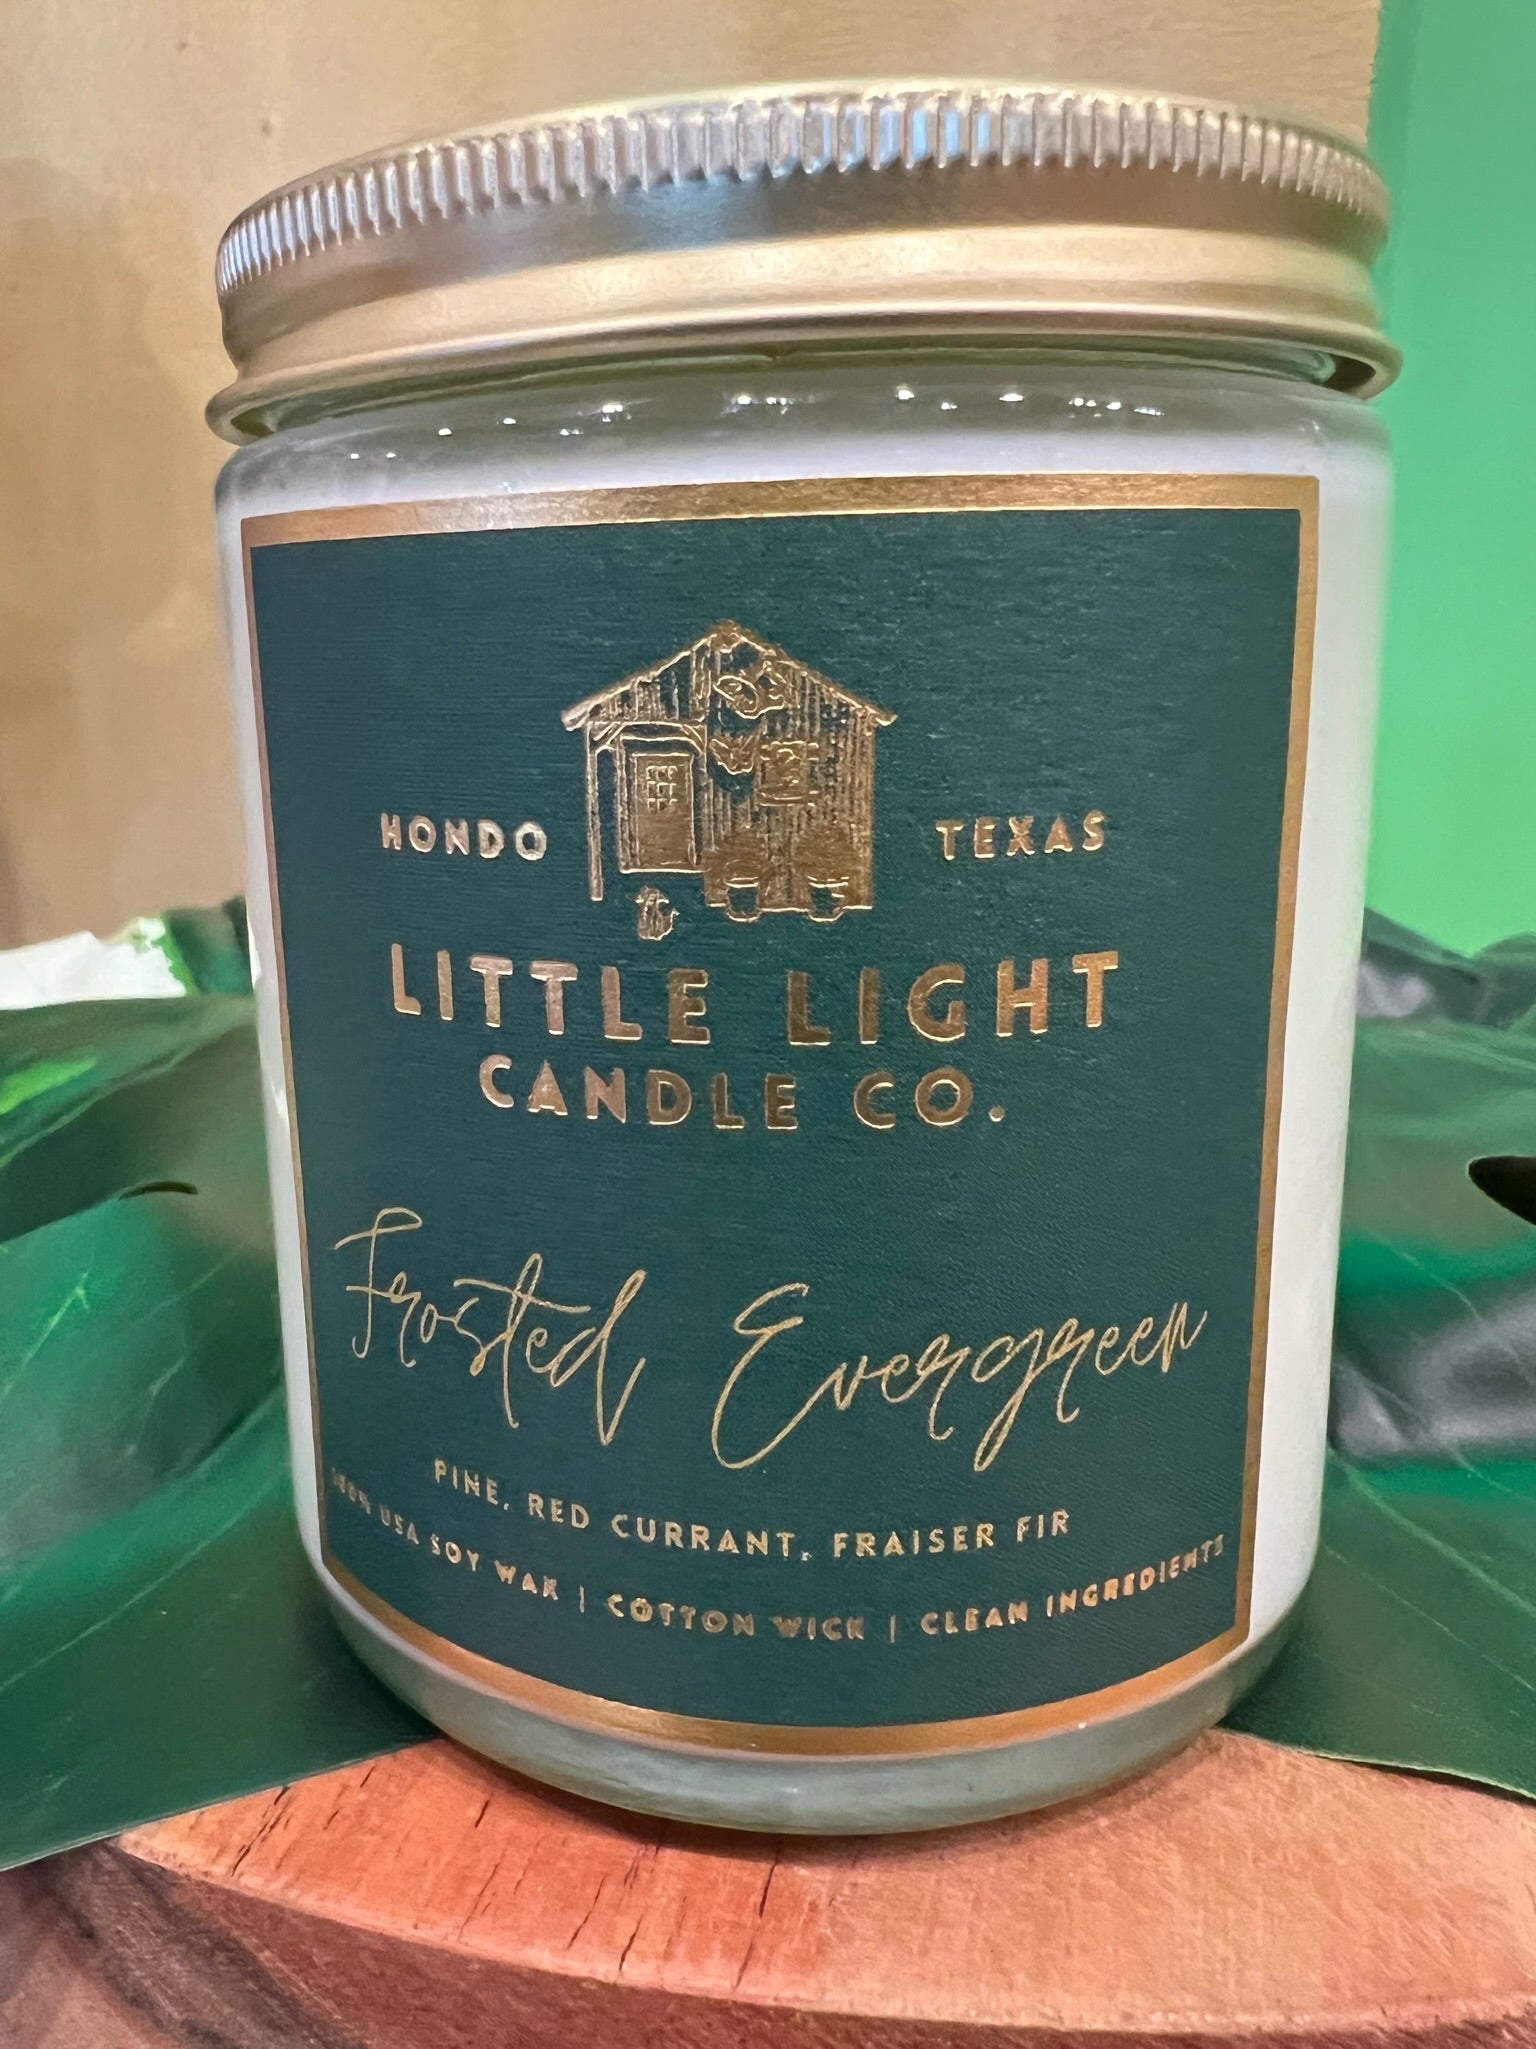 HONDO TEXAS
LITTLE LIGHT
CANDLE CO.
Frosted Evergreen
PINE, RED CURRANT, FRAISER FIR
100% USA SOY WAX | COTTON WICK | CLEAN INGREDIENTS